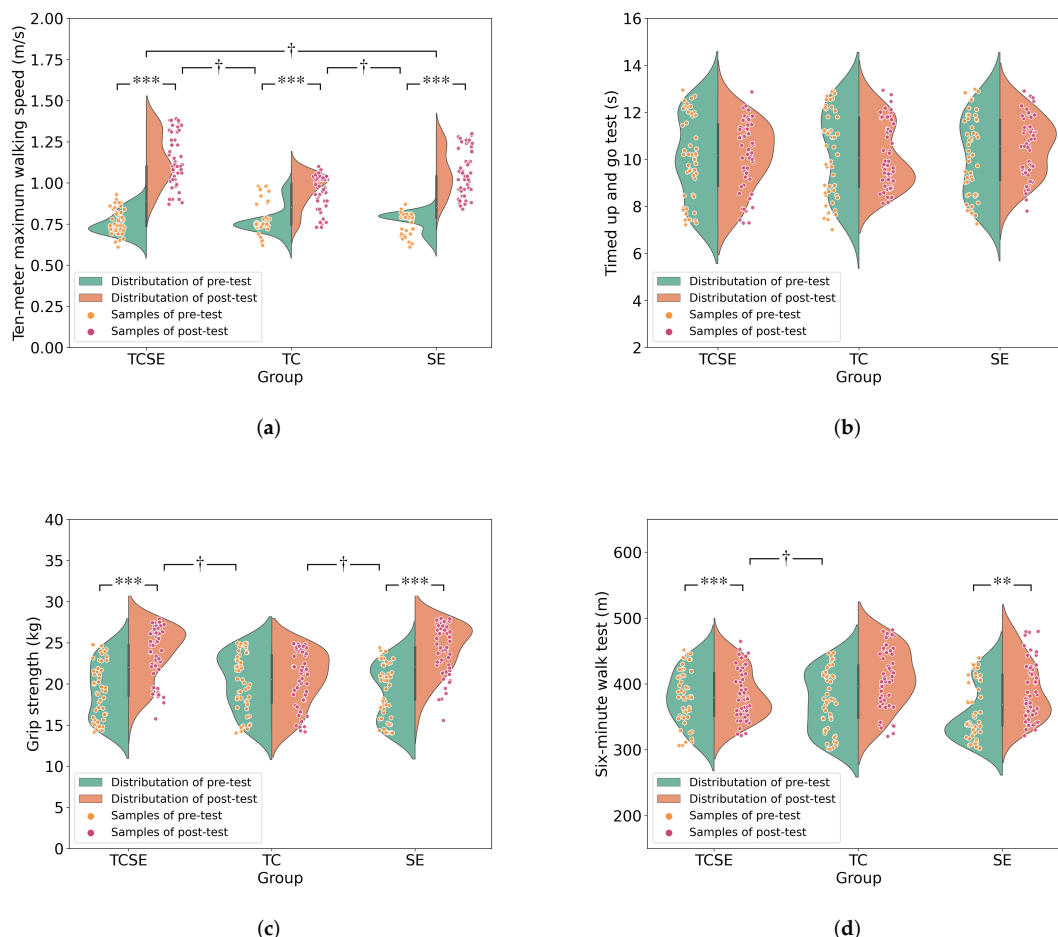 Ten-meter maximum walking speed (m/s)
2.00
1.75
1.50
1.25
1.00
0.75
0.50
0.25
0.00
†
†
†
***
***
***
Distributation of pre-test
Distributation of post-test
Samples of pre-test
Samples of post-test
TCSE TC SE
Group
(a)
Timed up and go test (s)
16
14
12
10
8
6
4
2
Distributation of pre-test
Distributation of post-test
Samples of pre-test
Samples of post-test
TCSE TC SE
Group
(b)
Grip strength (kg)
40
35
30
25
20
15
10
5
0
†
†
***
***
Distributation of pre-test
Distributation of post-test
Samples of pre-test
Samples of post-test
TCSE TC SE
Group
(c)
Six-minute walk test (m)
600
500
400
300
200
†
***
**
Distributation of pre-test
Distributation of post-test
Samples of pre-test
Samples of post-test
TCSE TC SE
Group
(d)